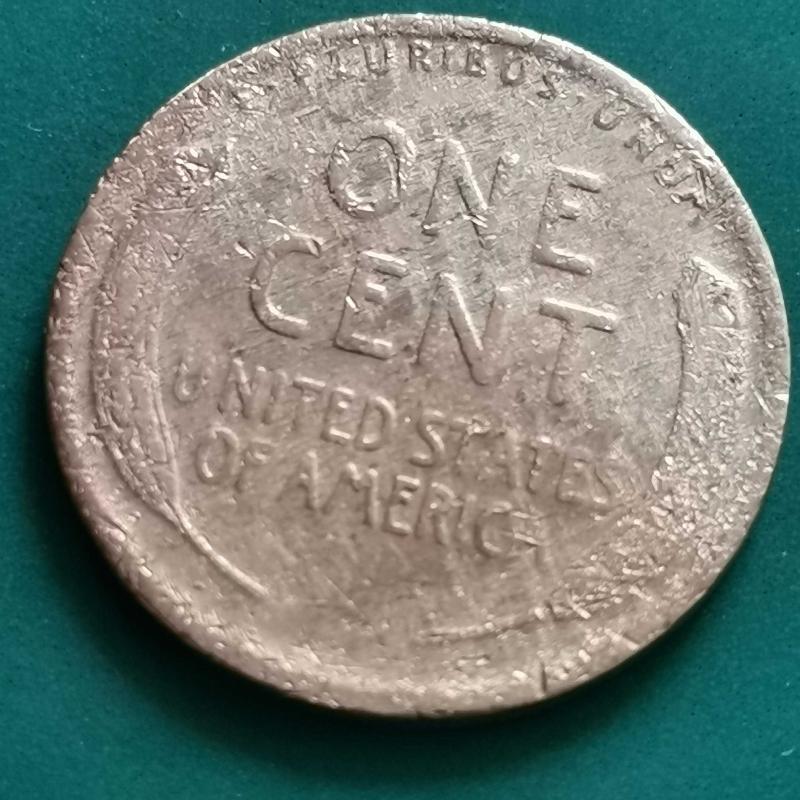 PLURIBUS · UNUM
ONE
CENT
UNITED STATES
OF AMERICA